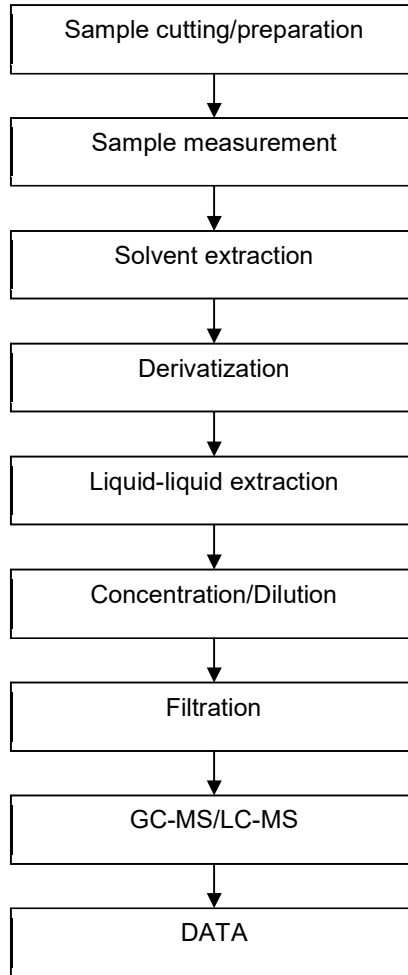 Sample cutting/preparation
Sample measurement
Solvent extraction
Derivatization
Liquid-liquid extraction
Concentration/Dilution
Filtration
GC-MS/LC-MS
DATA